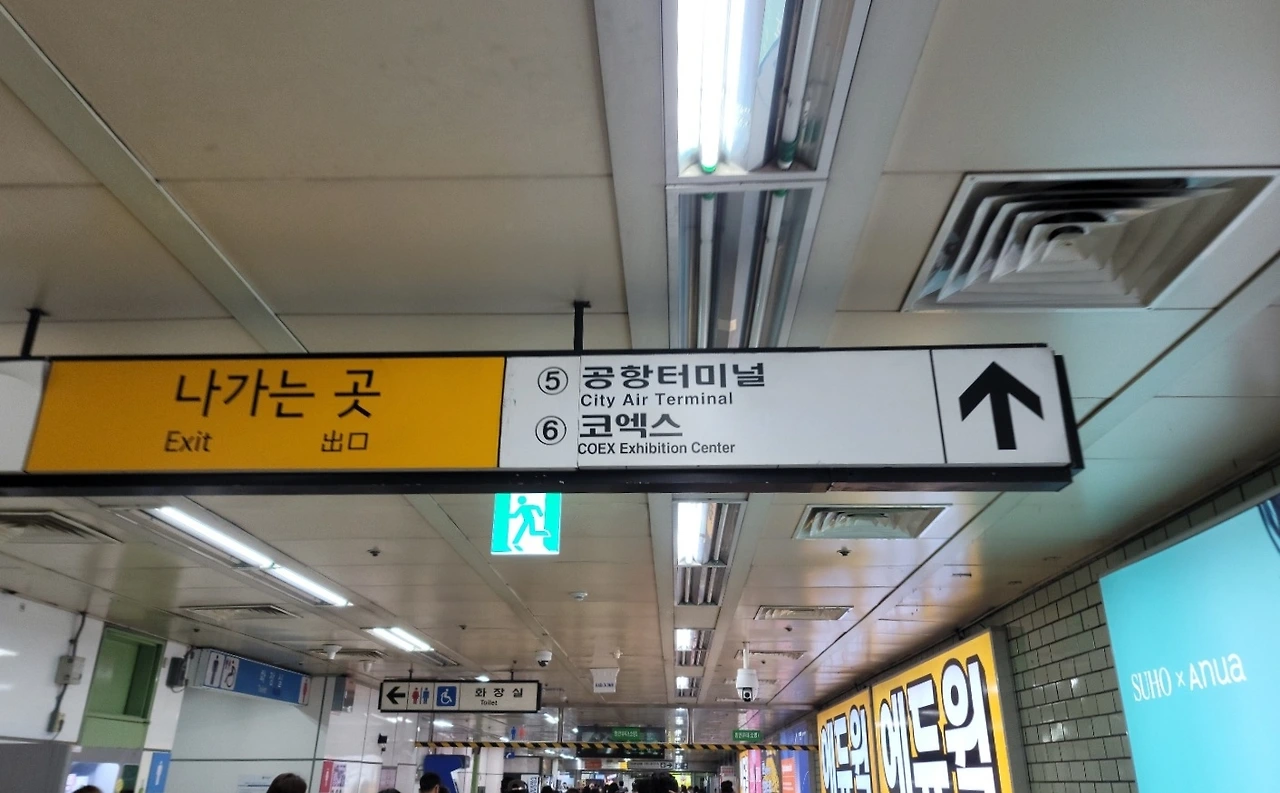 나가는 곳
Exit 出口
⑤ 공항터미널
City Air Terminal
⑥ 코엑스
COEX Exhibition Center
화장실
Toilet
에듀윌
에듀윌
SUHO × Anua